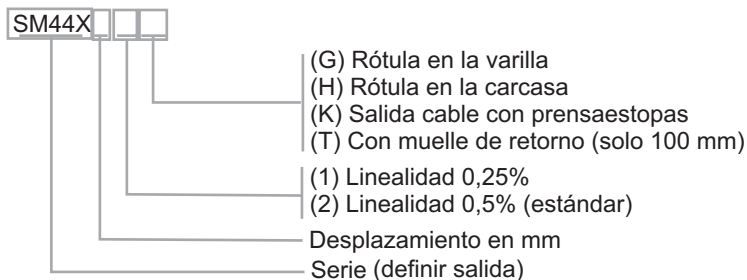 SM44X
(G) Rótula en la varilla
(H) Rótula en la carcasa
(K) Salida cable con prensaestopas
(T) Con muelle de retorno (solo 100 mm)
(1) Linealidad 0,25%
(2) Linealidad 0,5% (estándar)
Desplazamiento en mm
Serie (definir salida)